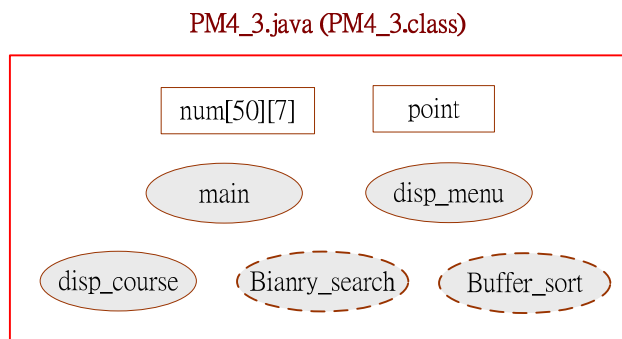 PM4_3.java (PM4_3.class)
num[50][7] point
main disp_menu
disp_course Bianry_search Buffer_sort